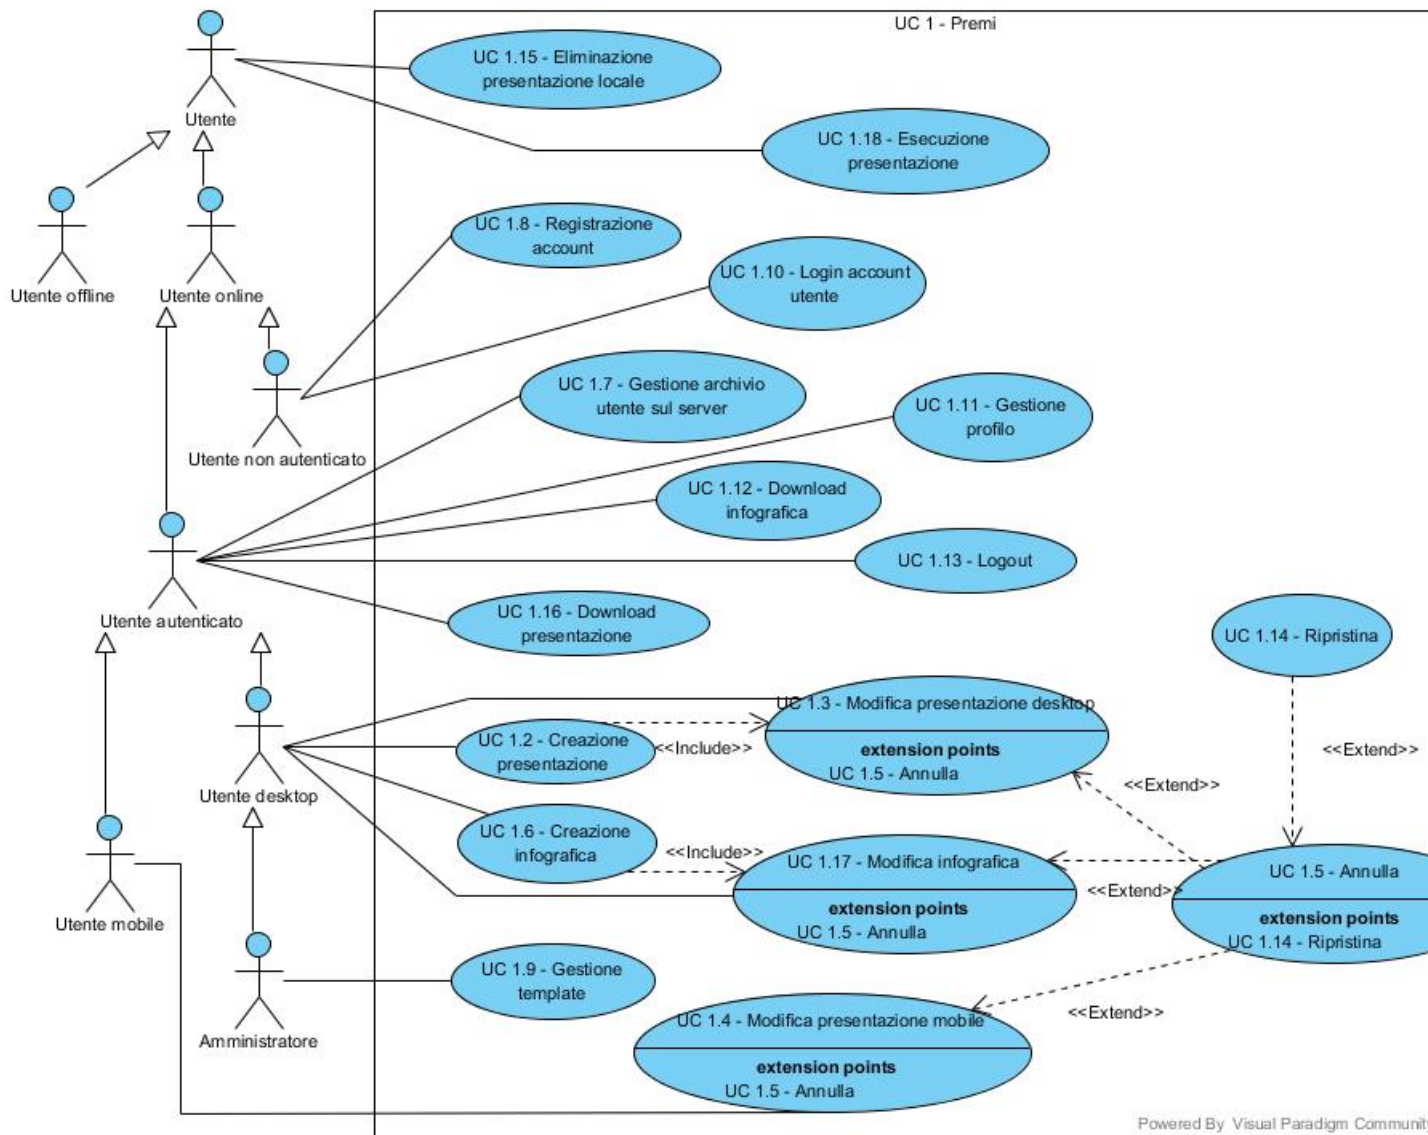 UC 1 - Premi
UC 1.15 - Eliminazione
presentazione locale
Utente
UC 1.18 - Esecuzione
presentazione
UC 1.8 - Registrazione
account
UC 1.10 - Login account
utente
Utente offline
Utente online
UC 1.7 - Gestione archivio
utente sul server
UC 1.11 - Gestione
profilo
Utente non autenticato
UC 1.12 - Download
infografica
UC 1.13 - Logout
UC 1.16 - Download
presentazione
Utente autenticato
UC 1.14 - Ripristina
UC 1.3 - Modifica presentazione desktop
extension points
UC 1.5 - Annulla
UC 1.2 - Creazione
presentazione
<<Include>>
<<Extend>>
<<Extend>>
Utente desktop
UC 1.6 - Creazione
infografica
<<Include>>
UC 1.17 - Modifica infografica
extension points
UC 1.5 - Annulla
<<Extend>>
UC 1.5 - Annulla
extension points
UC 1.14 - Ripristina
Utente mobile
UC 1.9 - Gestione
template
<<Extend>>
Amministratore
UC 1.4 - Modifica presentazione mobile
extension points
UC 1.5 - Annulla
Powered By Visual Paradigm Communit